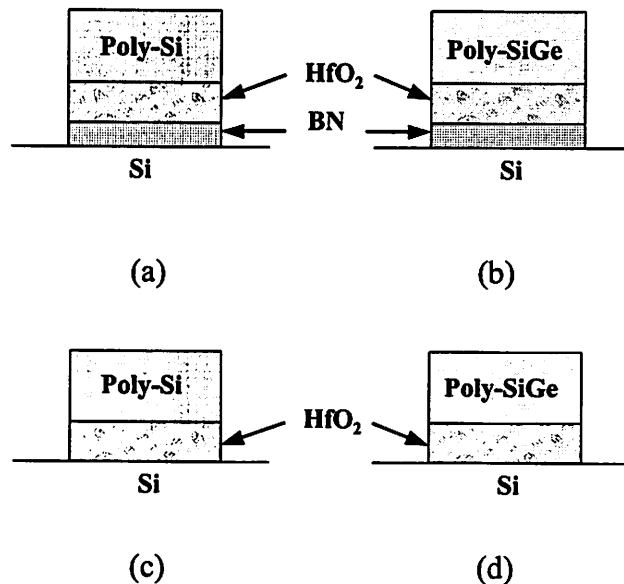 Poly-Si
Poly-SiGe
HfO₂
BN
Si
Si
(a)
(b)
Poly-Si
Poly-SiGe
HfO₂
Si
Si
(c)
(d)